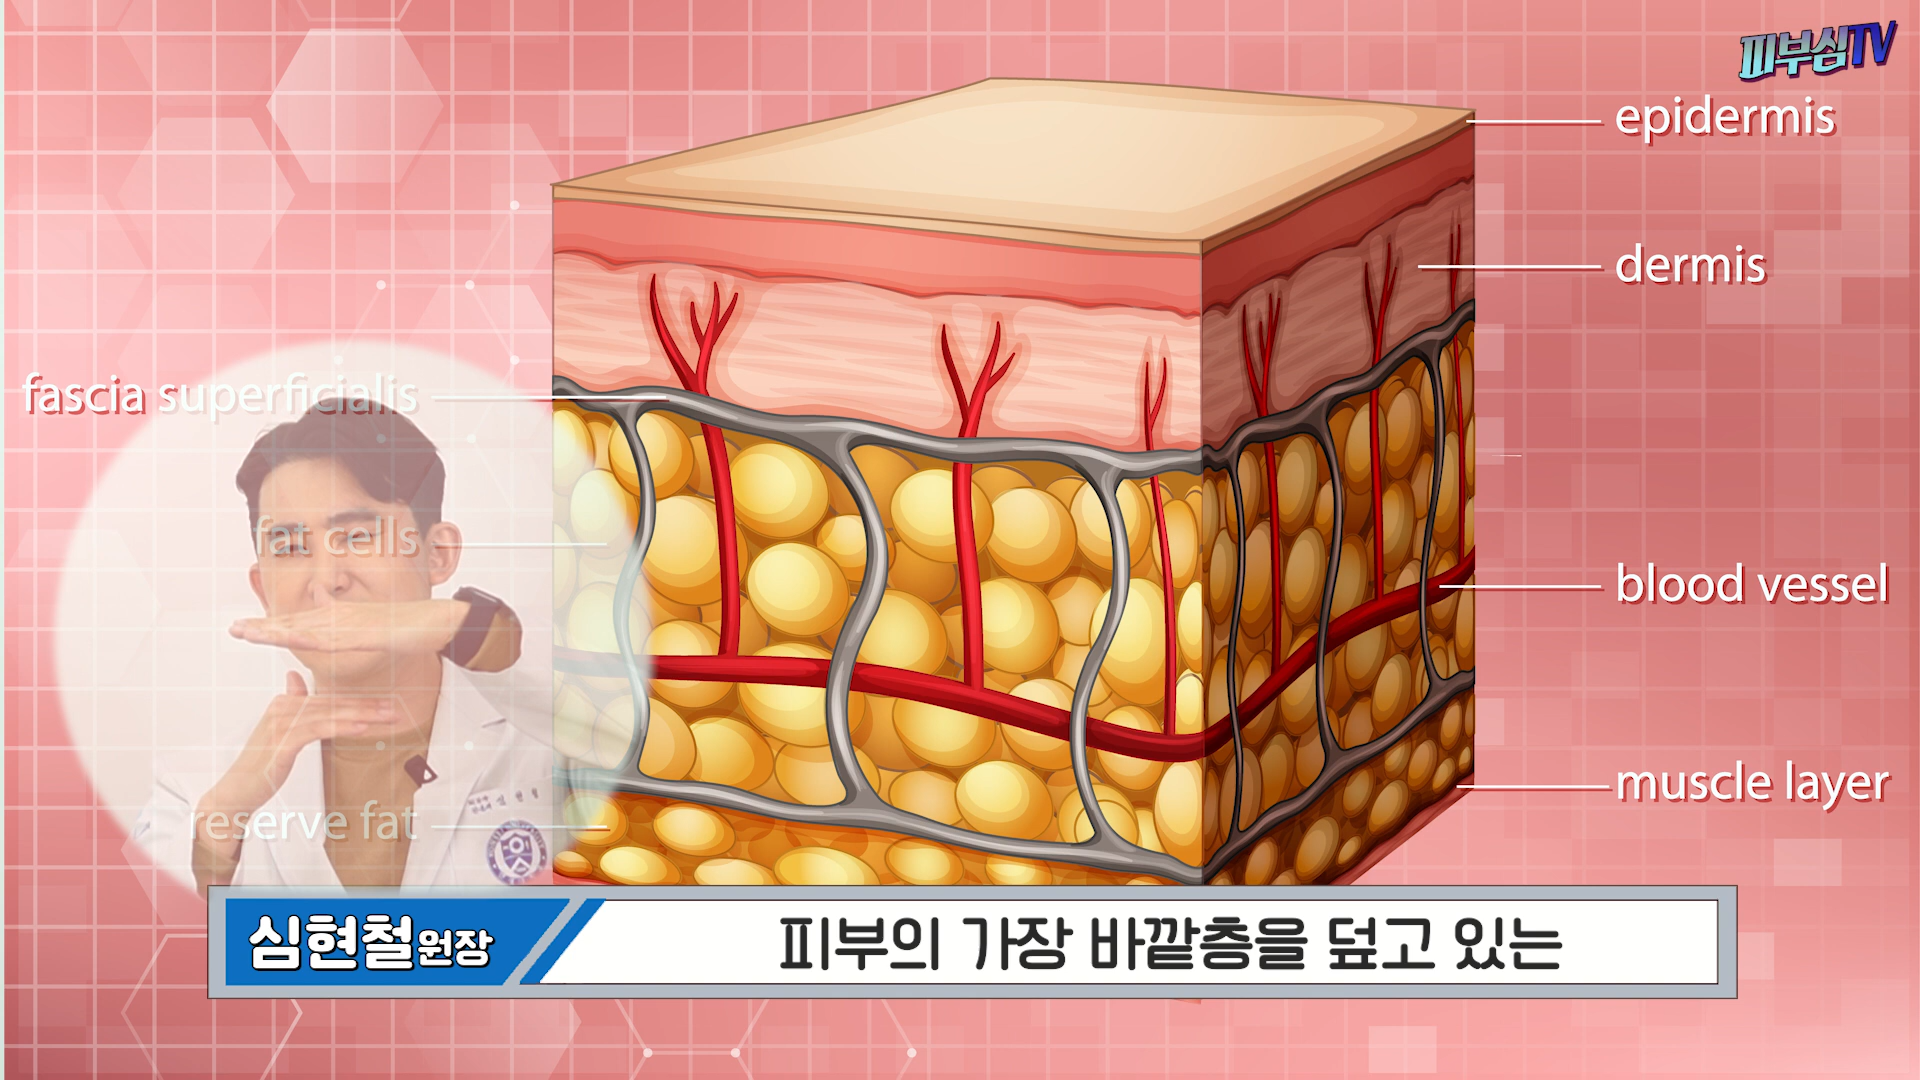 피부심TV
epidermis
dermis
fascia superficialis
fat cells
blood vessel
muscle layer
reserve fat
심현철원장
피부의 가장 바깥층을 덮고 있는